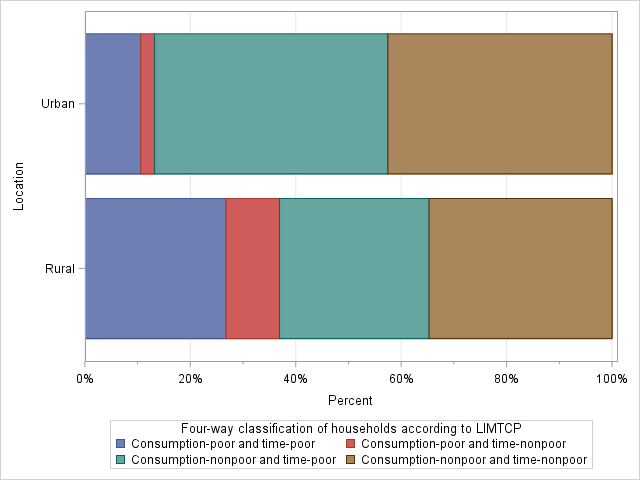 Location
Urban
Rural
0% 20% 40% 60% 80% 100%
Percent
Four-way classification of households according to LIMTCP
Consumption-poor and time-poor Consumption-poor and time-nonpoor
Consumption-nonpoor and time-poor Consumption-nonpoor and time-nonpoor